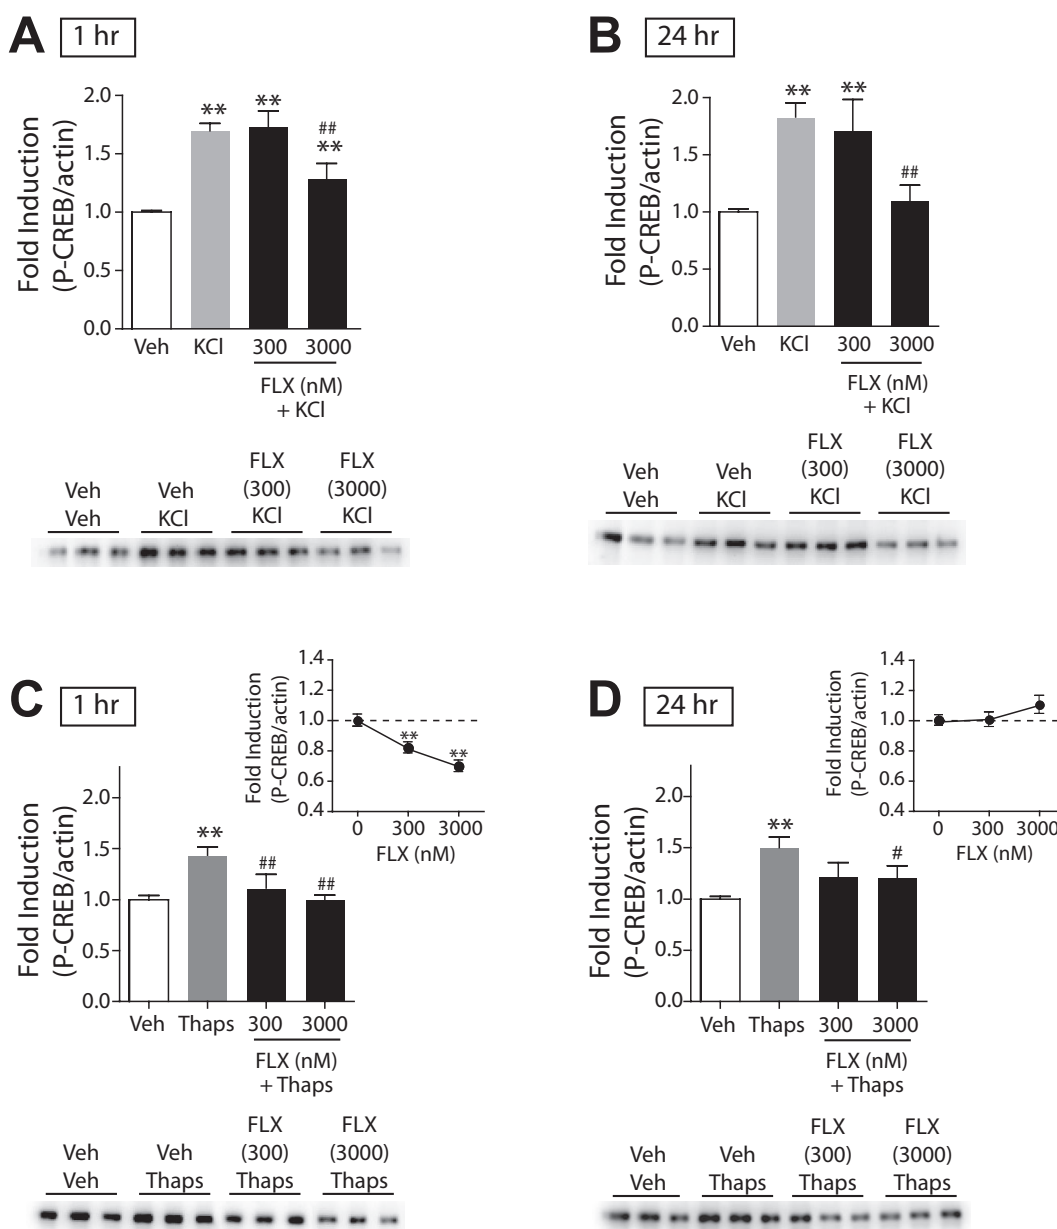 A
1 hr
Fold Induction
(P-CREB/actin)
2.0
1.5
1.0
0.5
0.0
**
**
##
**
Veh KCl 300 3000
FLX (nM)
+ KCl
FLX FLX
Veh Veh (300) (3000)
Veh KCl KCl KCl
B
24 hr
Fold Induction
(P-CREB/actin)
2.0
1.5
1.0
0.5
0.0
**
**
##
Veh KCl 300 3000
FLX (nM)
+ KCl
FLX FLX
Veh Veh (300) (3000)
Veh KCl KCl KCl
C
1 hr
Fold Induction
(P-CREB/actin)
1.4
1.2
1.0
0.8
0.6
0.4
**
**
0 300 3000
FLX (nM)
Fold Induction
(P-CREB/actin)
2.0
1.5
1.0
0.5
0.0
**
##
##
Veh Thaps 300 3000
FLX (nM)
+ Thaps
FLX FLX
Veh Veh (300) (3000)
Veh Thaps Thaps Thaps
D
24 hr
Fold Induction
(P-CREB/actin)
1.4
1.2
1.0
0.8
0.6
0.4
0 300 3000
FLX (nM)
Fold Induction
(P-CREB/actin)
2.0
1.5
1.0
0.5
0.0
**
#
Veh Thaps 300 3000
FLX (nM)
+ Thaps
FLX FLX
Veh Veh (300) (3000)
Veh Thaps Thaps Thaps